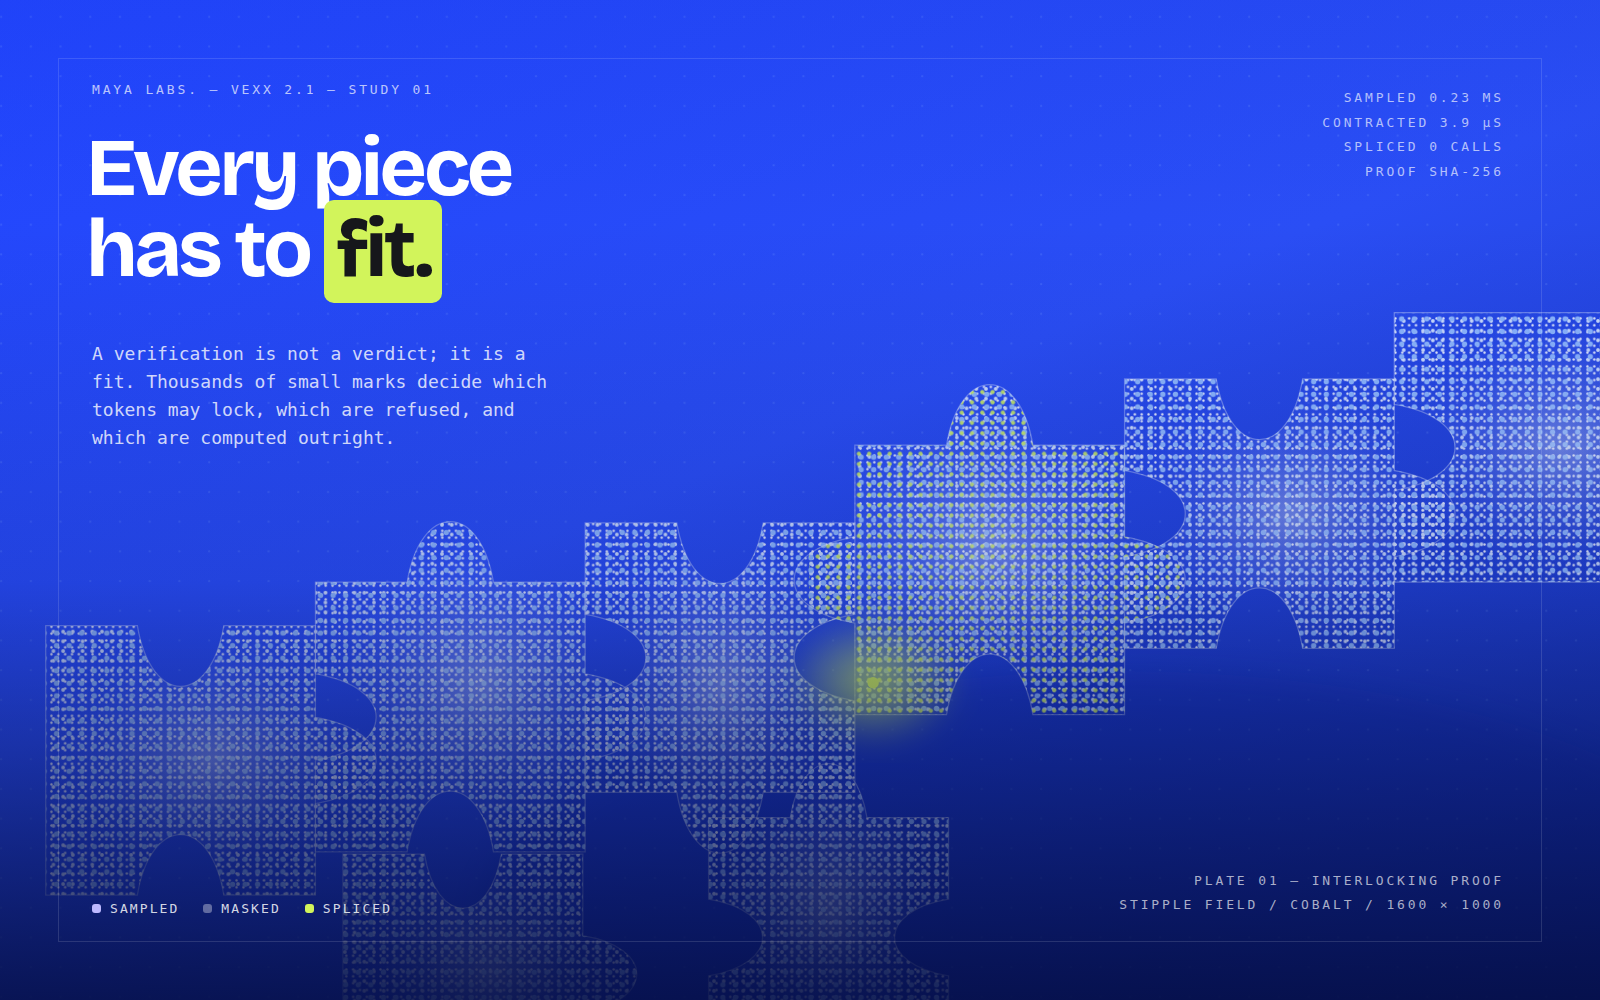 MAYA LABS. — VEXX 2.1 — STUDY 01
SAMPLED 0.23 MS
CONTRACTED 3.9 µS
SPLICED 0 CALLS
PROOF SHA-256
Every piece
has to fit.
A verification is not a verdict; it is a
fit. Thousands of small marks decide which
tokens may lock, which are refused, and
which are computed outright.
SAMPLED MASKED SPLICED
PLATE 01 — INTERLOCKING PROOF
STIPPLE FIELD / COBALT / 1600 × 1000